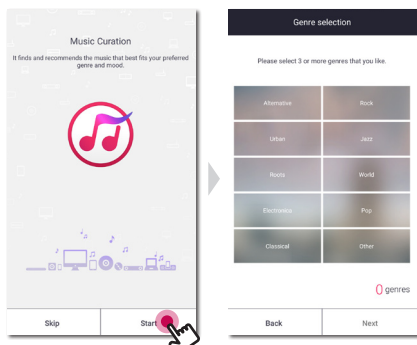 Music Curation
It finds and recommends the music that best fits your preferred
genre and mood.
Skip
Start
Genre selection
Please select 3 or more genres that you like.
Alternative
Rock
Urban
Jazz
Roots
World
Electronica
Pop
Classical
Other
0 genres
Back
Next